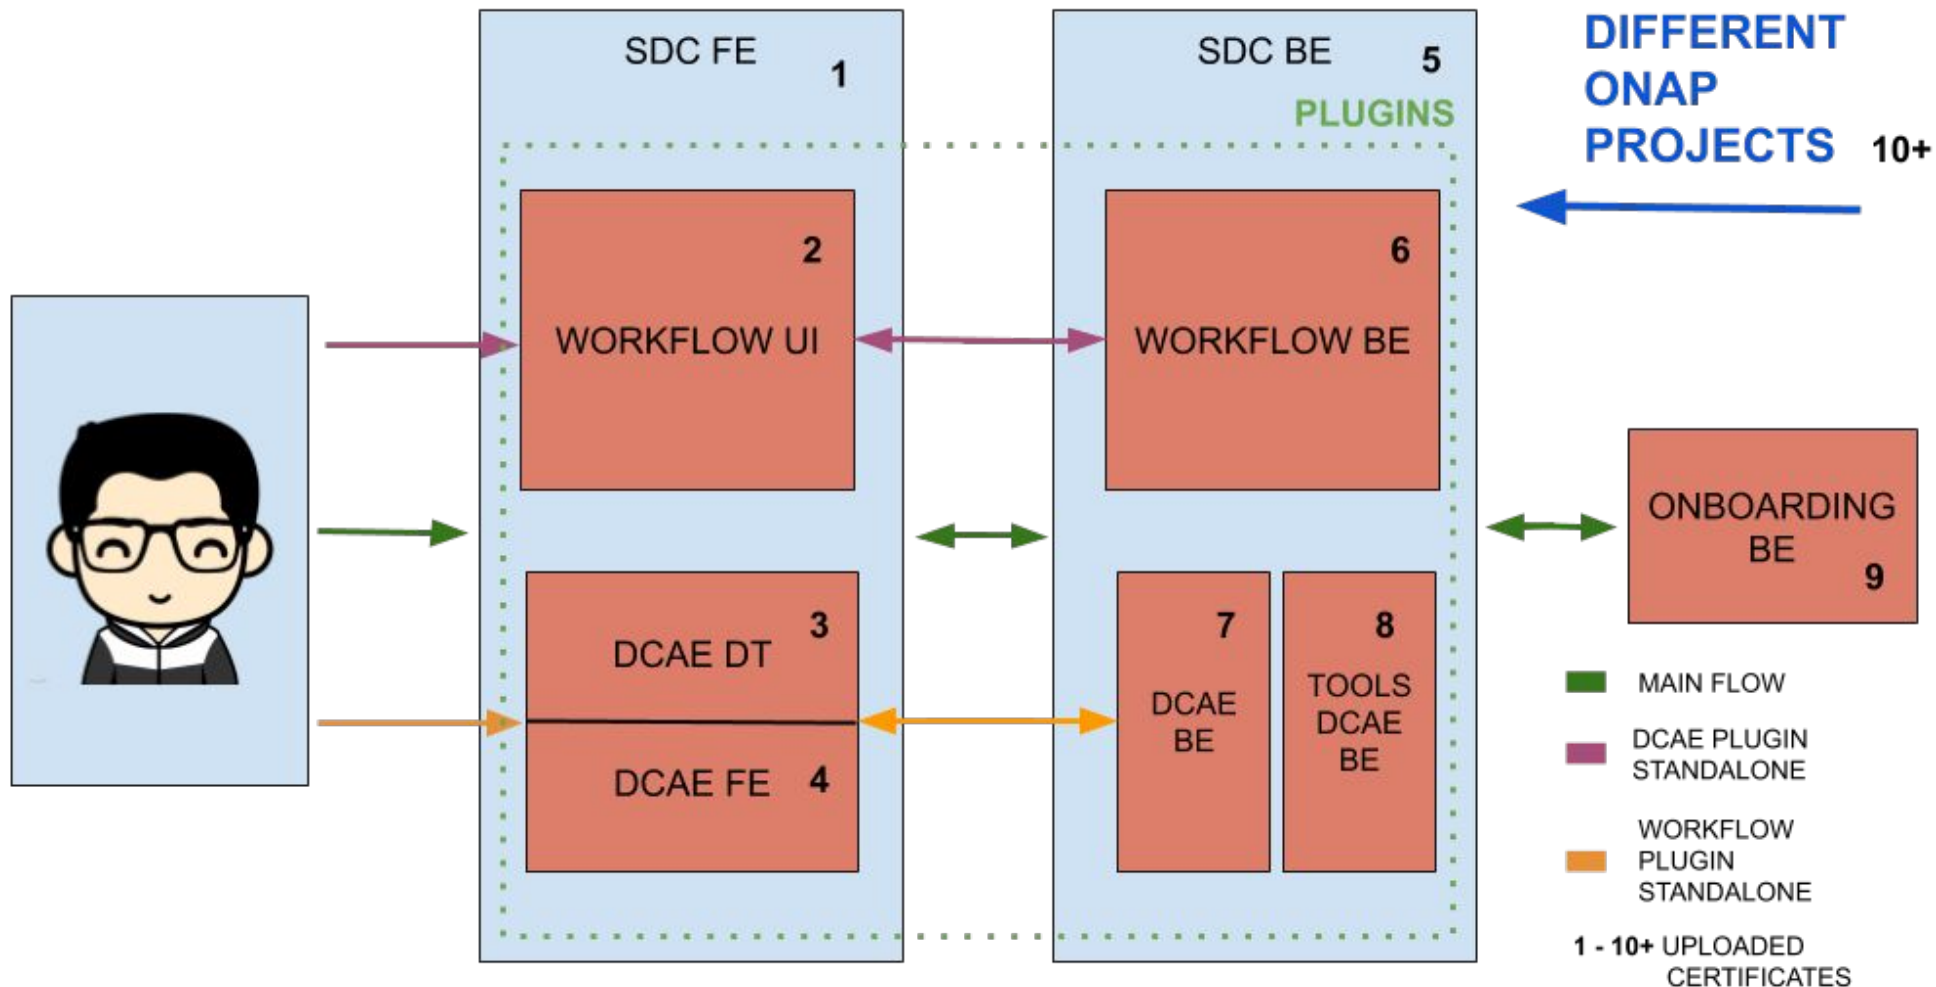 SDC FE
1
SDC BE
5
PLUGINS
DIFFERENT
ONAP
PROJECTS 10+
2
WORKFLOW UI
6
WORKFLOW BE
3
DCAE DT
DCAE FE 4
7
DCAE
BE
8
TOOLS
DCAE
BE
ONBOARDING
BE
9
MAIN FLOW
DCAE PLUGIN
STANDALONE
WORKFLOW
PLUGIN
STANDALONE
1 - 10+ UPLOADED
CERTIFICATES